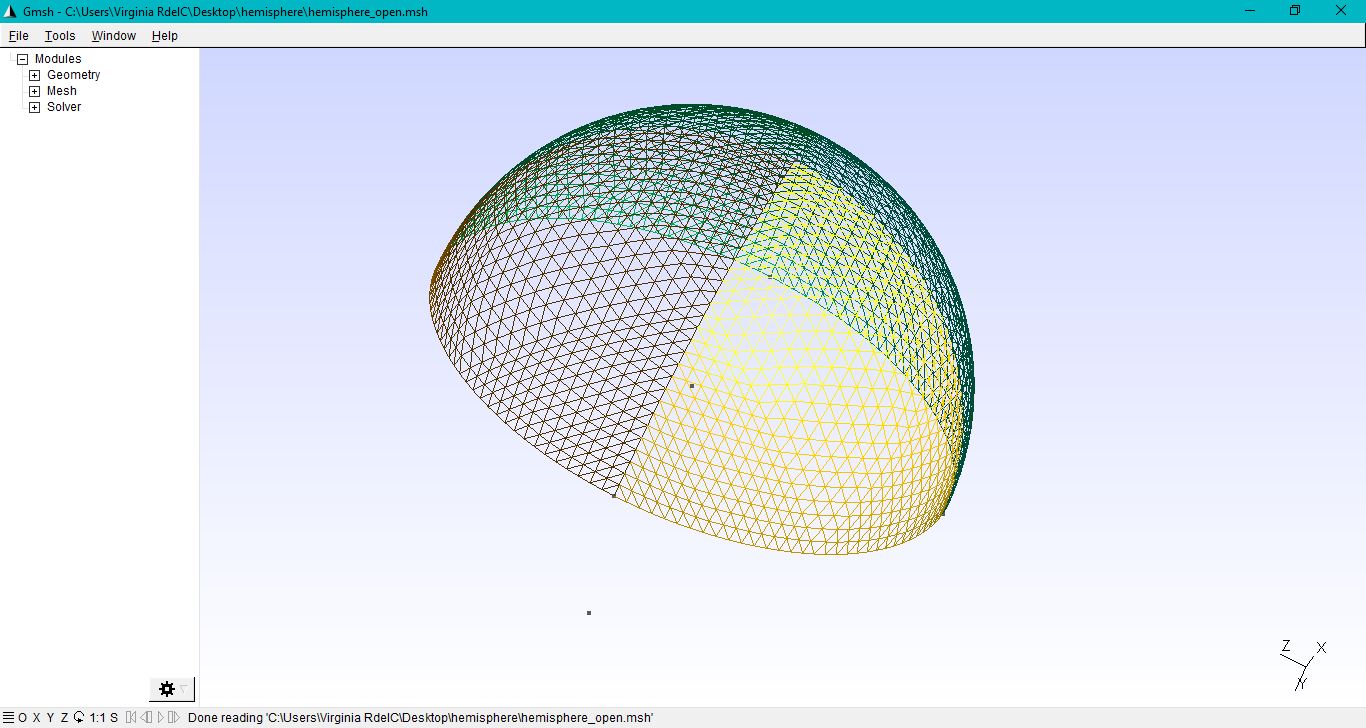 Gmsh - C:\Users\Virginia RdelC\Desktop\hemisphere\hemisphere_open.msh
File Tools Window Help
Modules
Geometry
Mesh
Solver
Z X
Y
O X Y Z 1:1 S Done reading 'C:\Users\Virginia RdelC\Desktop\hemisphere\hemisphere_open.msh'